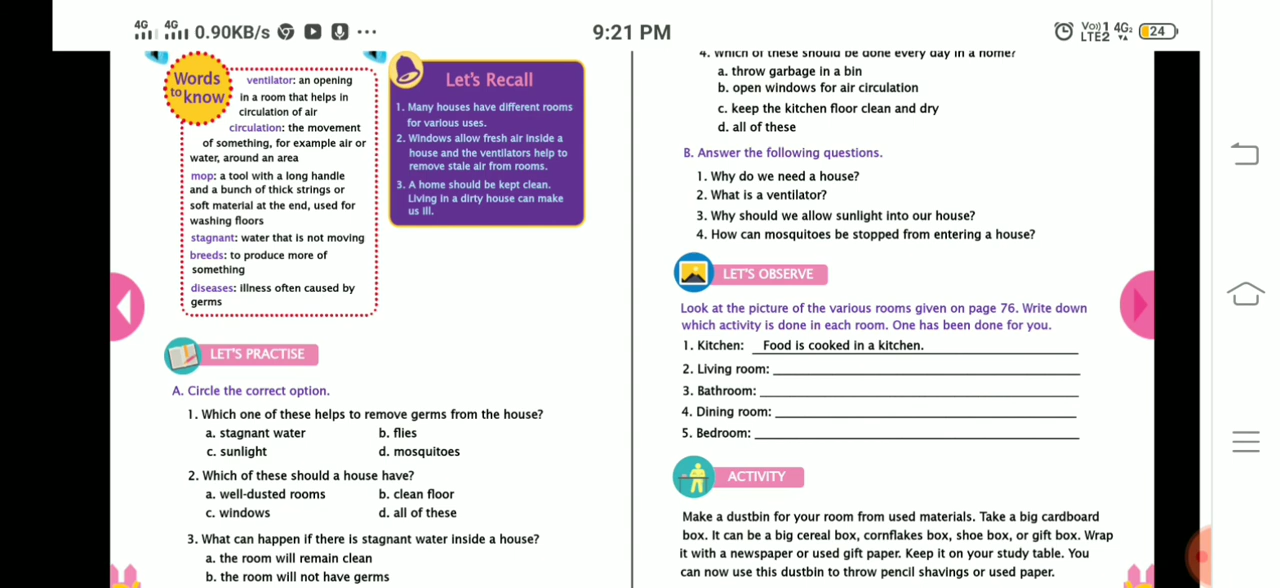 4G 4G 0.90KB/s ...
9:21 PM
Vo)) 1 4G2
LTE2
24
Words
to know
ventilator: an opening
in a room that helps in
circulation of air
circulation: the movement
of something, for example air or
water, around an area
mop: a tool with a long handle
and a bunch of thick strings or
soft material at the end, used for
washing floors
stagnant: water that is not moving
breeds: to produce more of
something
diseases: illness often caused by
germs
Let's Recall
1. Many houses have different rooms
for various uses.
2. Windows allow fresh air inside a
house and the ventilators help to
remove stale air from rooms.
3. A home should be kept clean.
Living in a dirty house can make
us ill.
LET'S PRACTISE
A. Circle the correct option.
1. Which one of these helps to remove germs from the house?
a. stagnant water b. flies
c. sunlight d. mosquitoes
2. Which of these should a house have?
a. well-dusted rooms b. clean floor
c. windows d. all of these
3. What can happen if there is stagnant water inside a house?
a. the room will remain clean
b. the room will not have germs
4. Which of these should be done every day in a home?
a. throw garbage in a bin
b. open windows for air circulation
c. keep the kitchen floor clean and dry
d. all of these
B. Answer the following questions.
1. Why do we need a house?
2. What is a ventilator?
3. Why should we allow sunlight into our house?
4. How can mosquitoes be stopped from entering a house?
LET'S OBSERVE
Look at the picture of the various rooms given on page 76. Write down
which activity is done in each room. One has been done for you.
1. Kitchen: Food is cooked in a kitchen.
2. Living room:
3. Bathroom:
4. Dining room:
5. Bedroom:
ACTIVITY
Make a dustbin for your room from used materials. Take a big cardboard
box. It can be a big cereal box, cornflakes box, shoe box, or gift box. Wrap
it with a newspaper or used gift paper. Keep it on your study table. You
can now use this dustbin to throw pencil shavings or used paper.